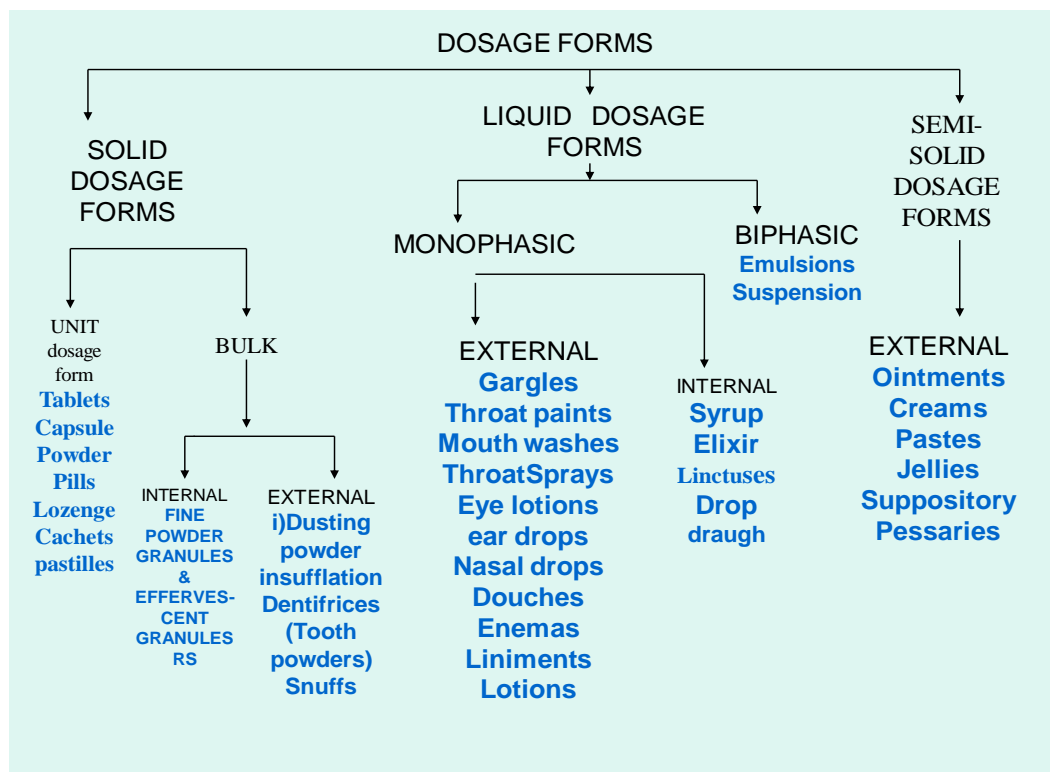 DOSAGE FORMS
SOLID
DOSAGE
FORMS
UNIT
dosage
form
Tablets
Capsule
Powder
Pills
Lozenge
Cachets
pastilles
BULK
INTERNAL
FINE
POWDER
GRANULES
&
EFFERVES-
CENT
GRANULES
RS
EXTERNAL
i)Dusting
powder
insufflation
Dentifrices
(Tooth
powders)
Snuffs
LIQUID DOSAGE
FORMS
MONOPHASIC
EXTERNAL
Gargles
Throat paints
Mouth washes
ThroatSprays
Eye lotions
ear drops
Nasal drops
Douches
Enemas
Liniments
Lotions
INTERNAL
Syrup
Elixir
Linctuses
Drop
draugh
BIPHASIC
Emulsions
Suspension
SEMI-
SOLID
DOSAGE
FORMS
EXTERNAL
Ointments
Creams
Pastes
Jellies
Suppository
Pessaries